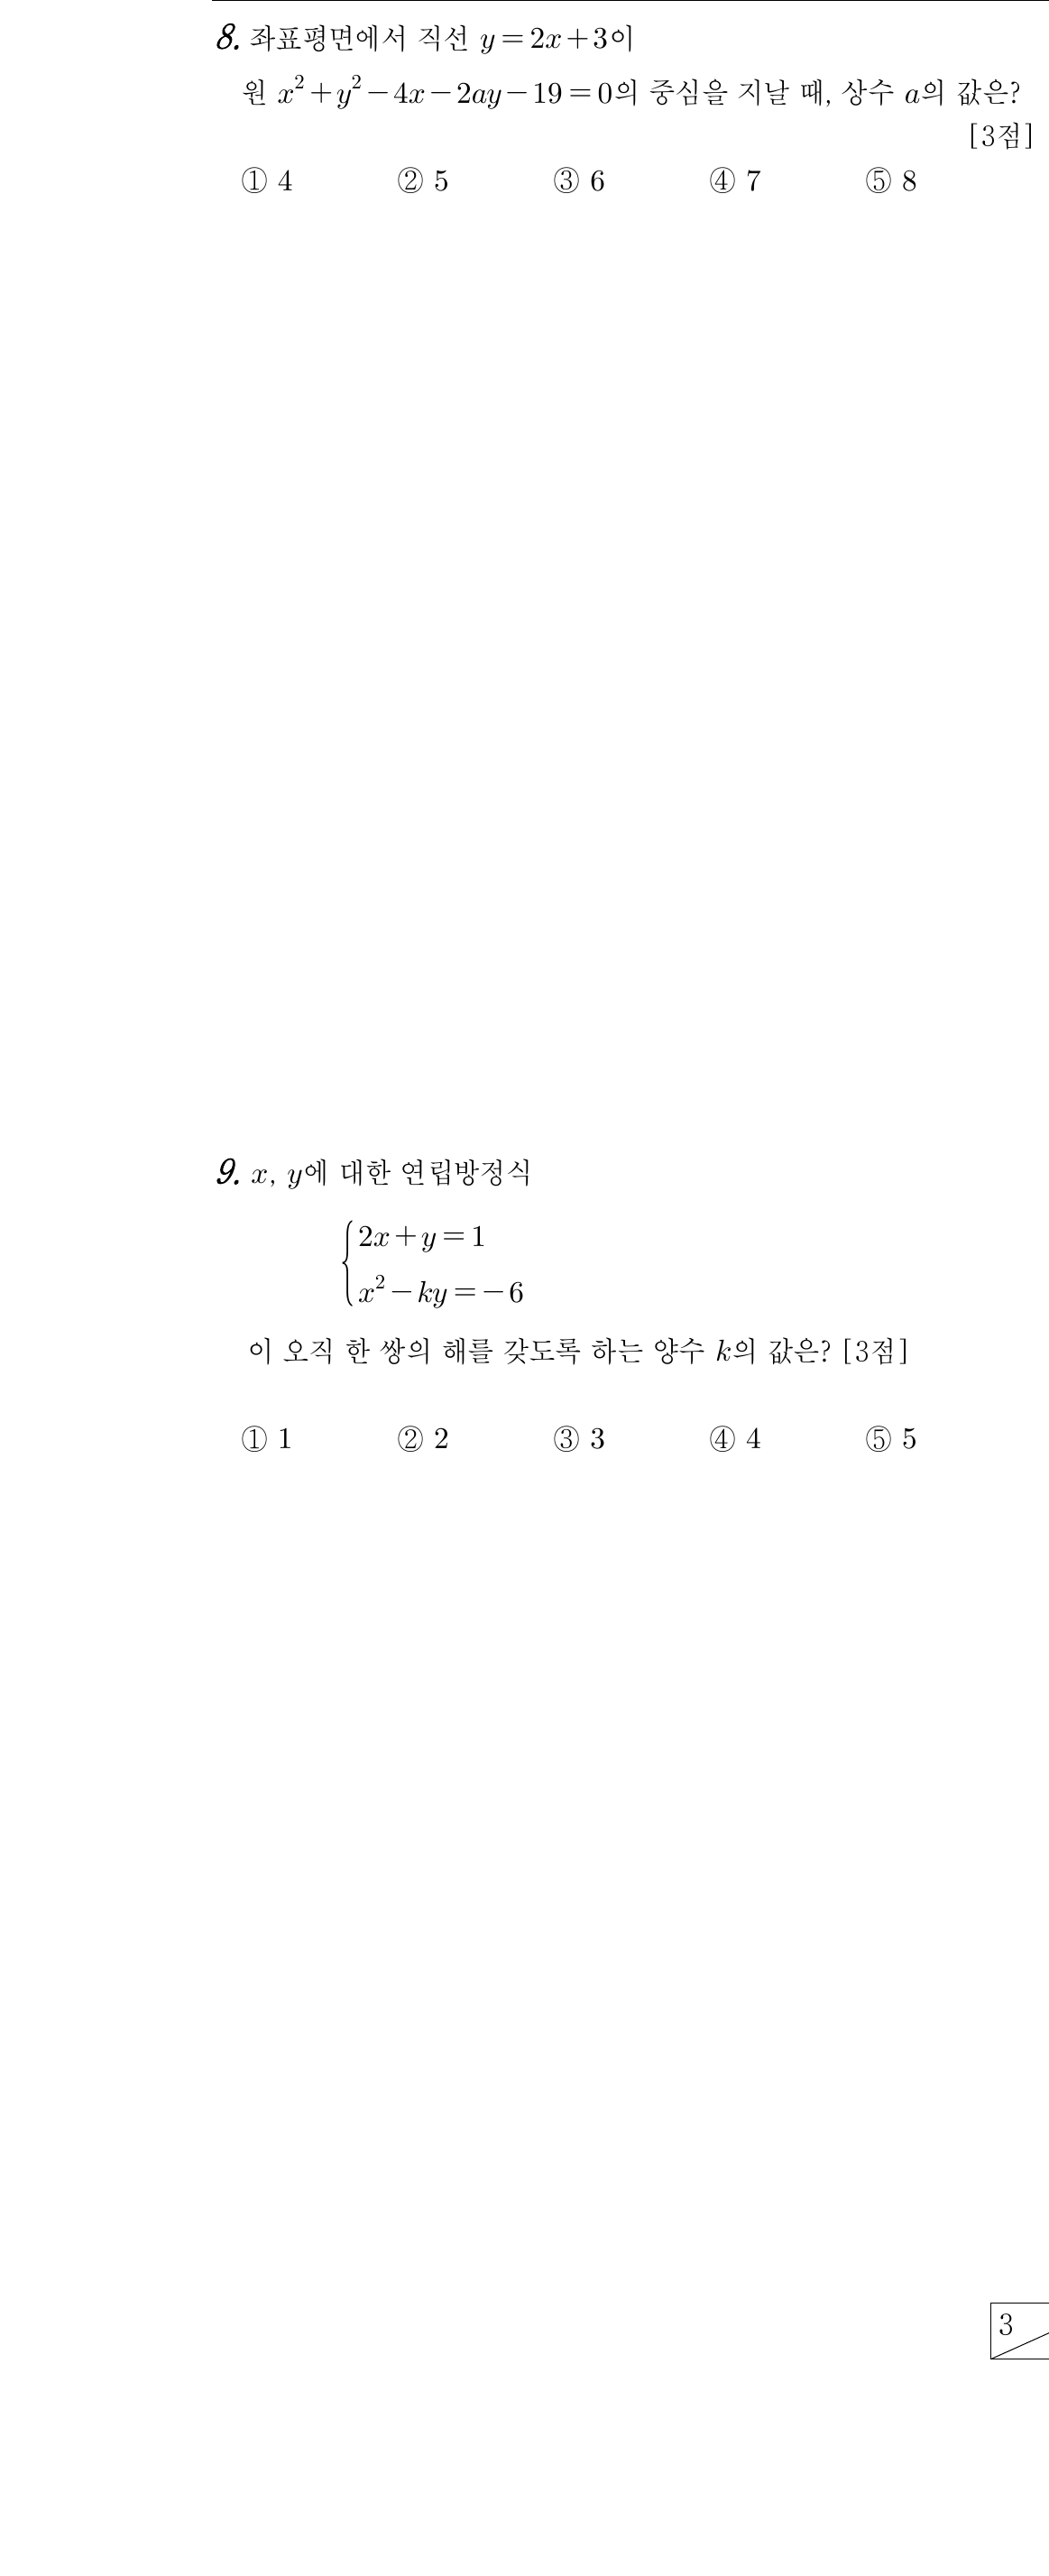 8. 좌표평면에서 직선 y=2x+3이
원 x²+y²-4x-2ay-19=0의 중심을 지날 때, 상수 a의 값은?
[3점]
① 4 ② 5 ③ 6 ④ 7 ⑤ 8
9. x, y에 대한 연립방정식
2x+y=1
x²-ky=-6
이 오직 한 쌍의 해를 갖도록 하는 양수 k의 값은? [3점]
① 1 ② 2 ③ 3 ④ 4 ⑤ 5
3